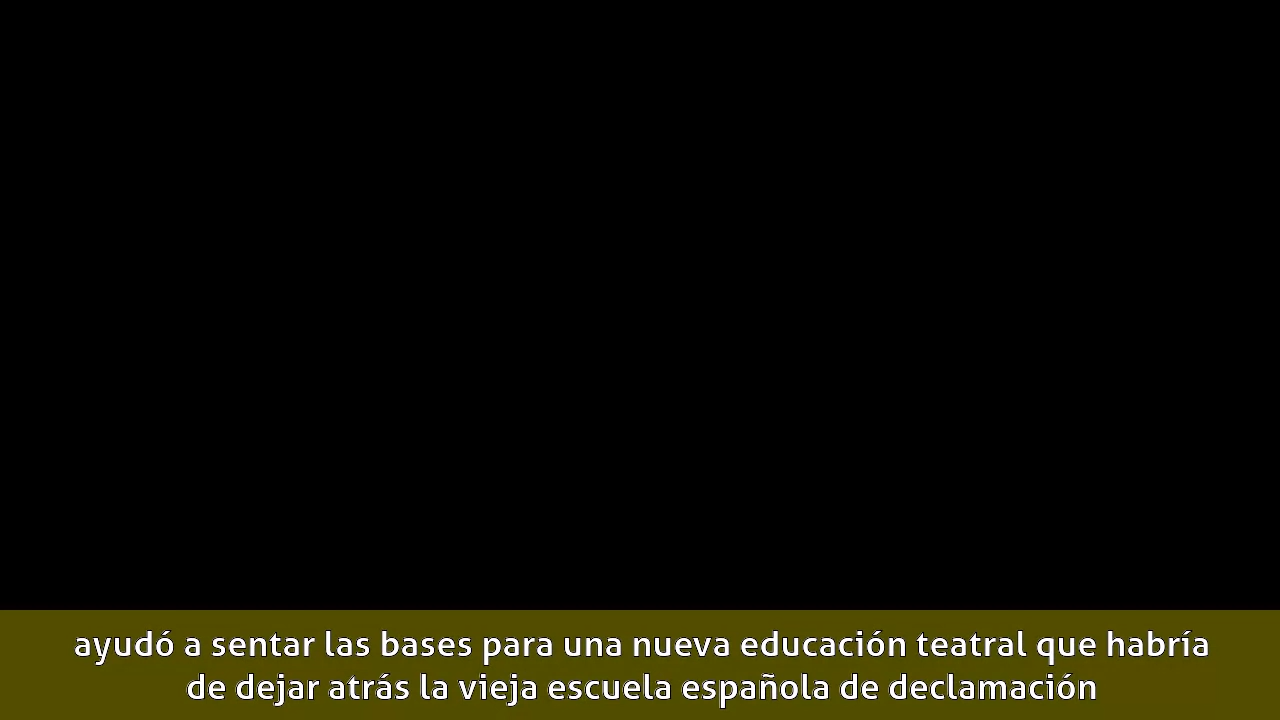 ayudó a sentar las bases para una nueva educación teatral que habría
de dejar atrás la vieja escuela española de declamación